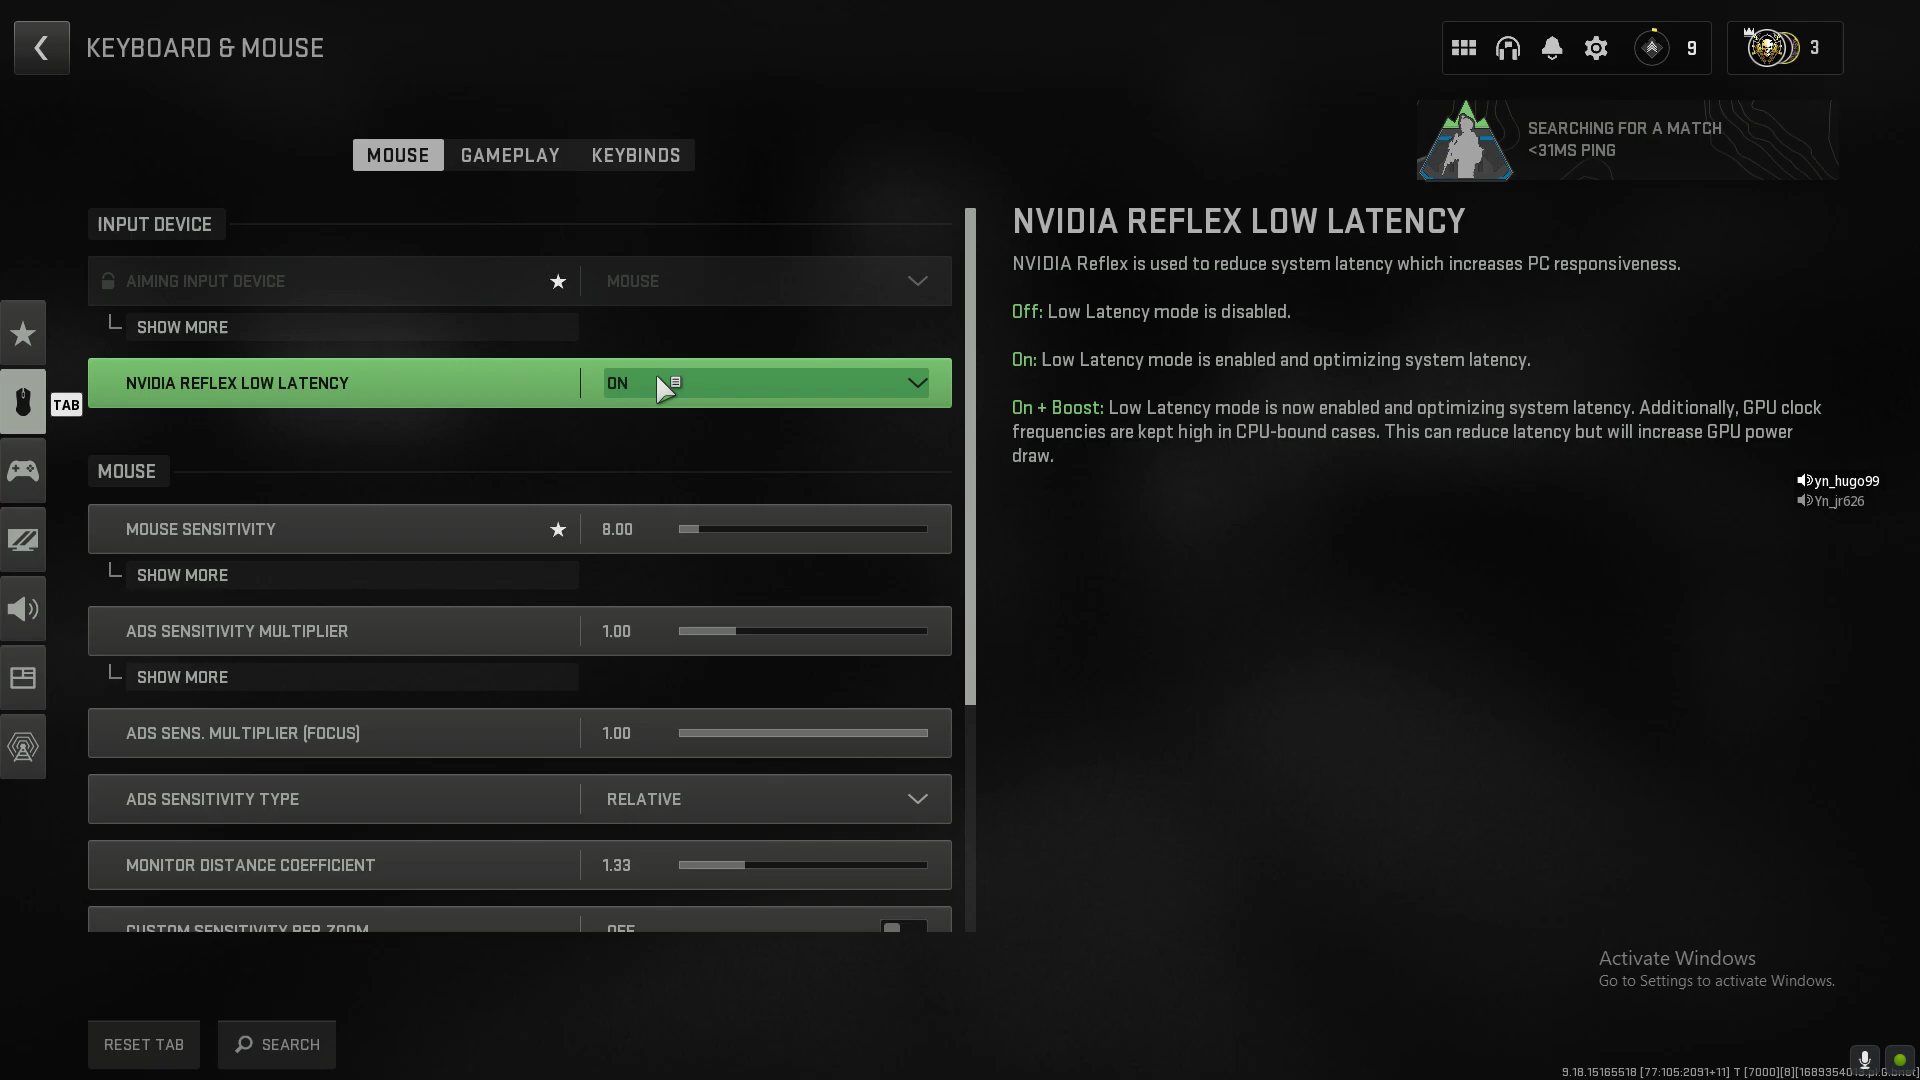 KEYBOARD & MOUSE
9
3
SEARCHING FOR A MATCH
<31MS PING
MOUSE GAMEPLAY KEYBINDS
INPUT DEVICE
AIMING INPUT DEVICE MOUSE
SHOW MORE
NVIDIA REFLEX LOW LATENCY ON
TAB
MOUSE
MOUSE SENSITIVITY 8.00
SHOW MORE
ADS SENSITIVITY MULTIPLIER 1.00
SHOW MORE
ADS SENS. MULTIPLIER (FOCUS) 1.00
ADS SENSITIVITY TYPE RELATIVE
MONITOR DISTANCE COEFFICIENT 1.33
CUSTOM SENSITIVITY PER ZOOM OFF
RESET TAB SEARCH
NVIDIA REFLEX LOW LATENCY
NVIDIA Reflex is used to reduce system latency which increases PC responsiveness.
Off: Low Latency mode is disabled.
On: Low Latency mode is enabled and optimizing system latency.
On + Boost: Low Latency mode is now enabled and optimizing system latency. Additionally, GPU clock
frequencies are kept high in CPU-bound cases. This can reduce latency but will increase GPU power
draw.
yn_hugo99
Yn_jr626
Activate Windows
Go to Settings to activate Windows.